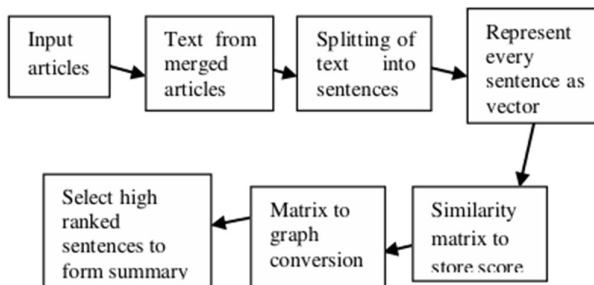 Input
articles
Text from
merged
articles
Splitting of
text into
sentences
Represent
every
sentence as
vector
Similarity
matrix to
store score
Matrix to
graph
conversion
Select high
ranked
sentences to
form summary